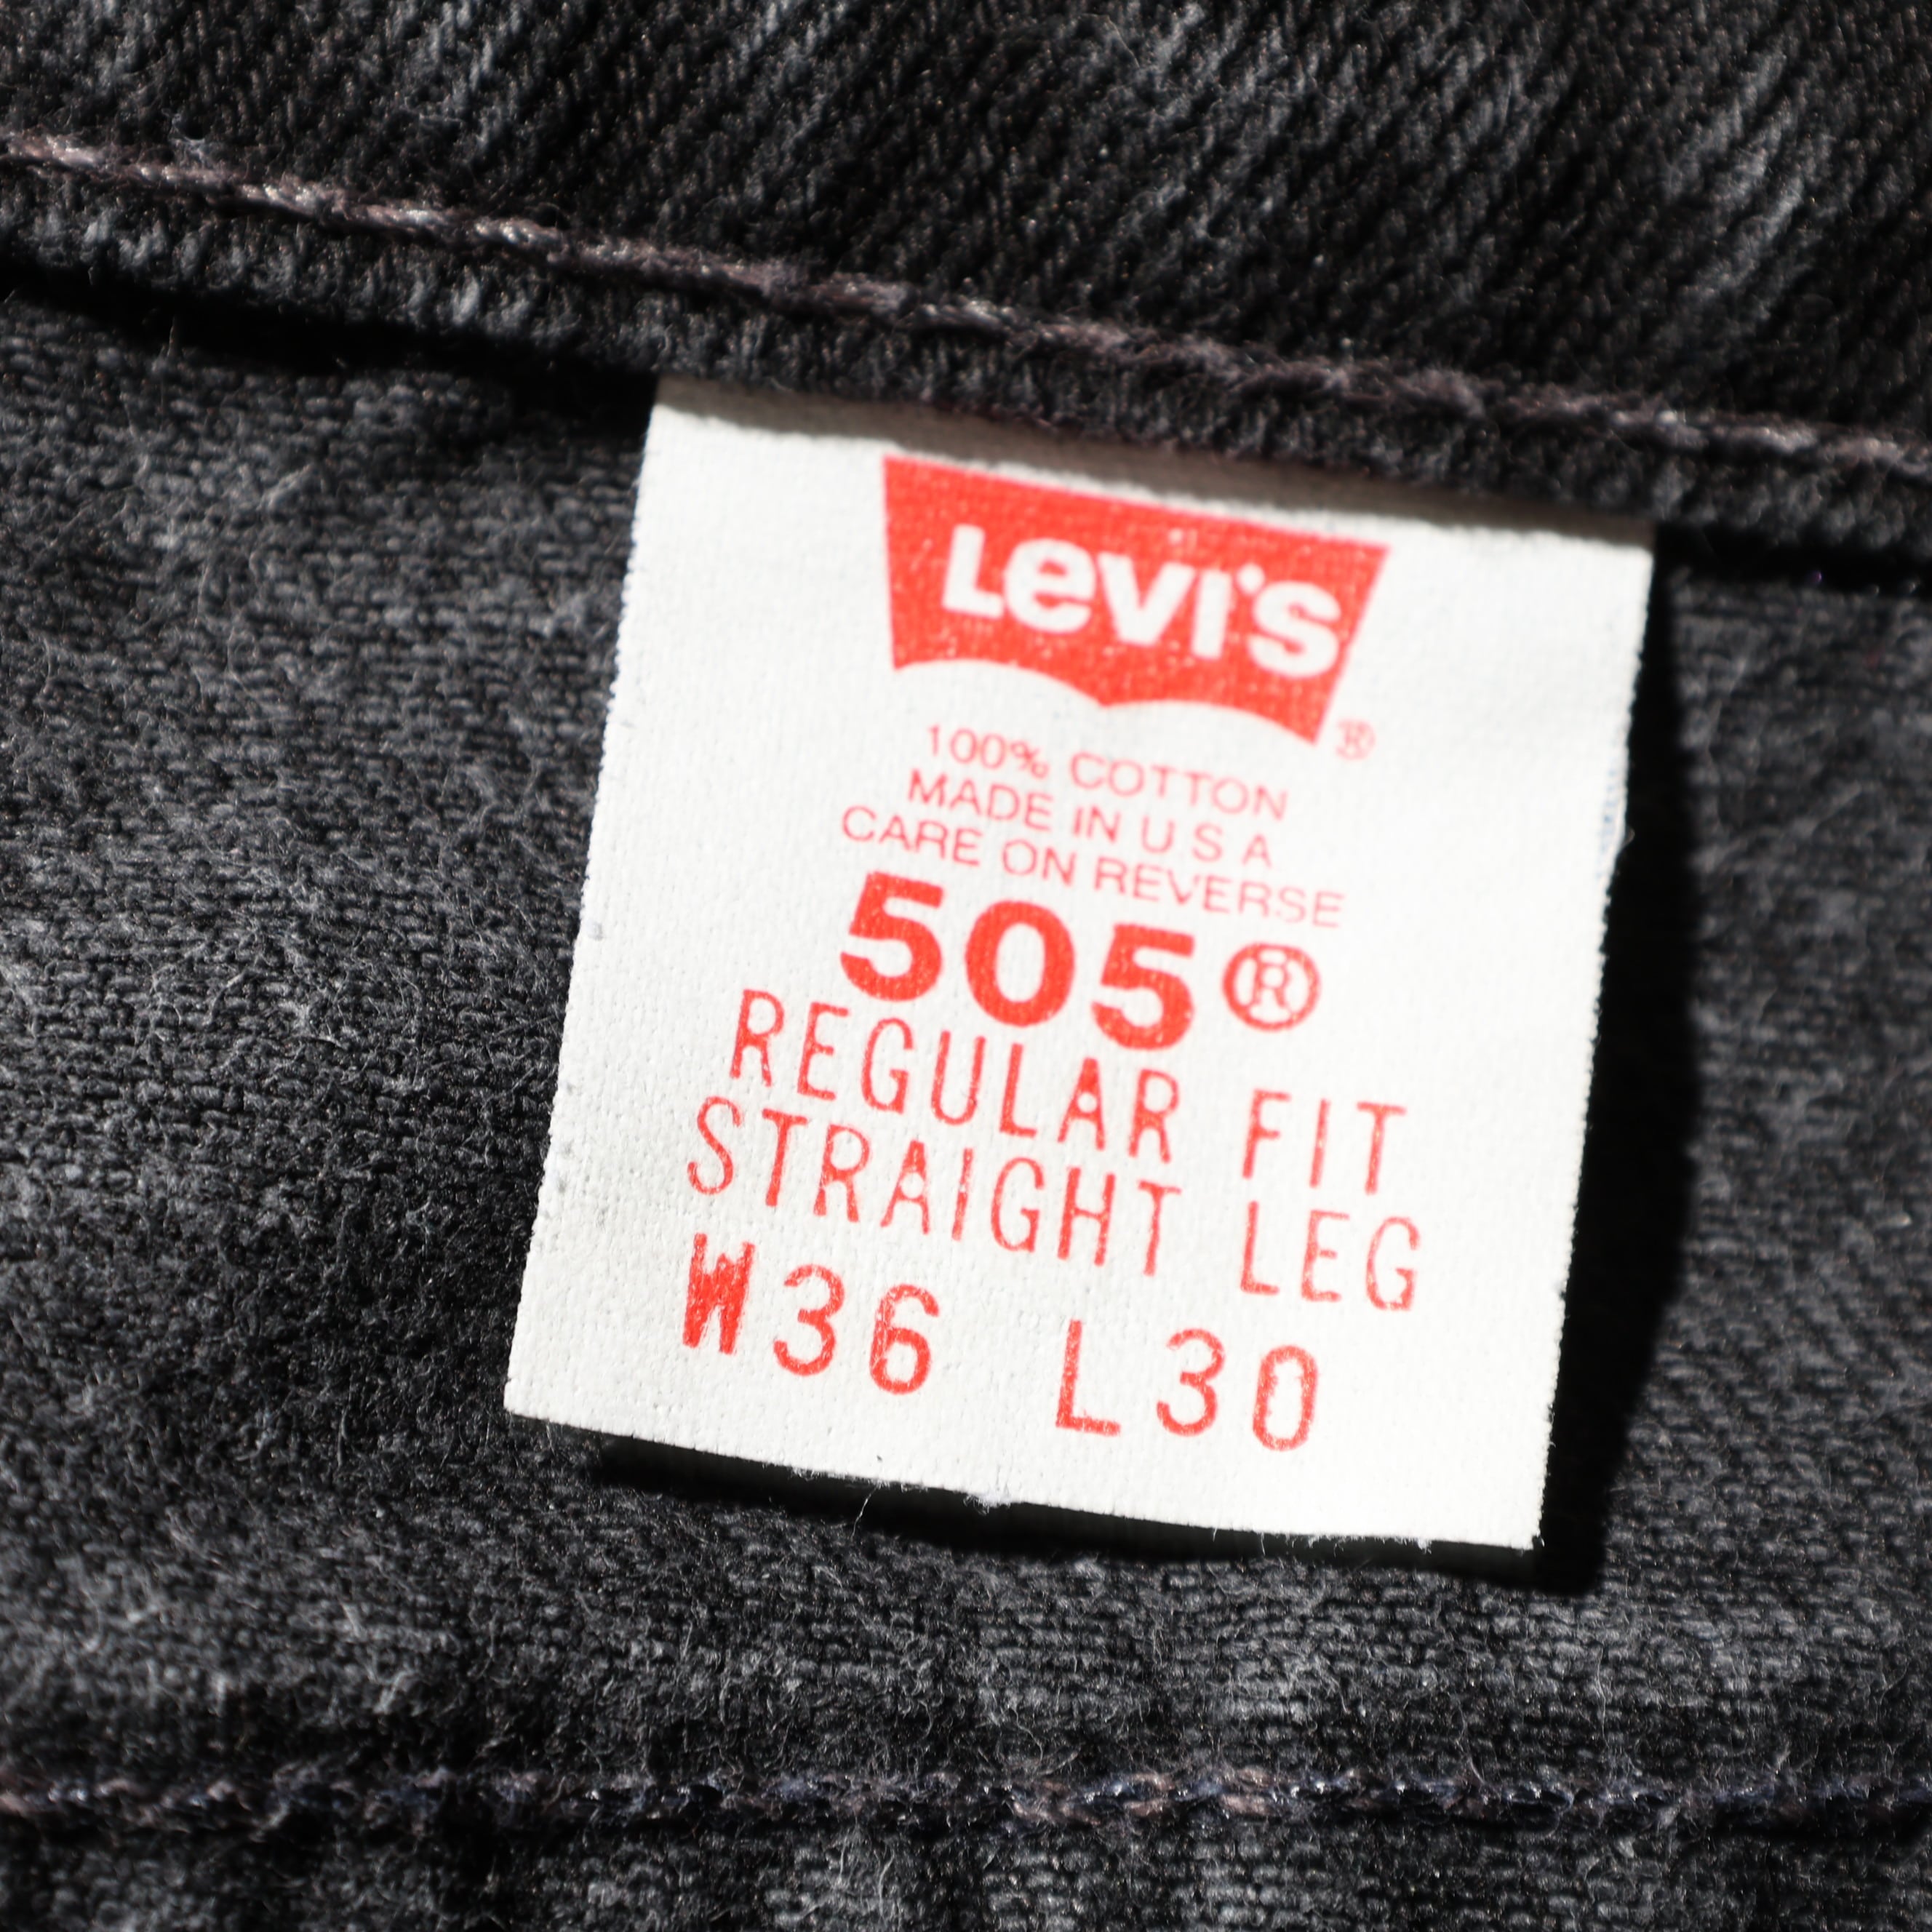 Levi's®
100% COTTON
MADE IN U S A
CARE ON REVERSE
505®
REGULAR FIT
STRAIGHT LEG
W36 L30